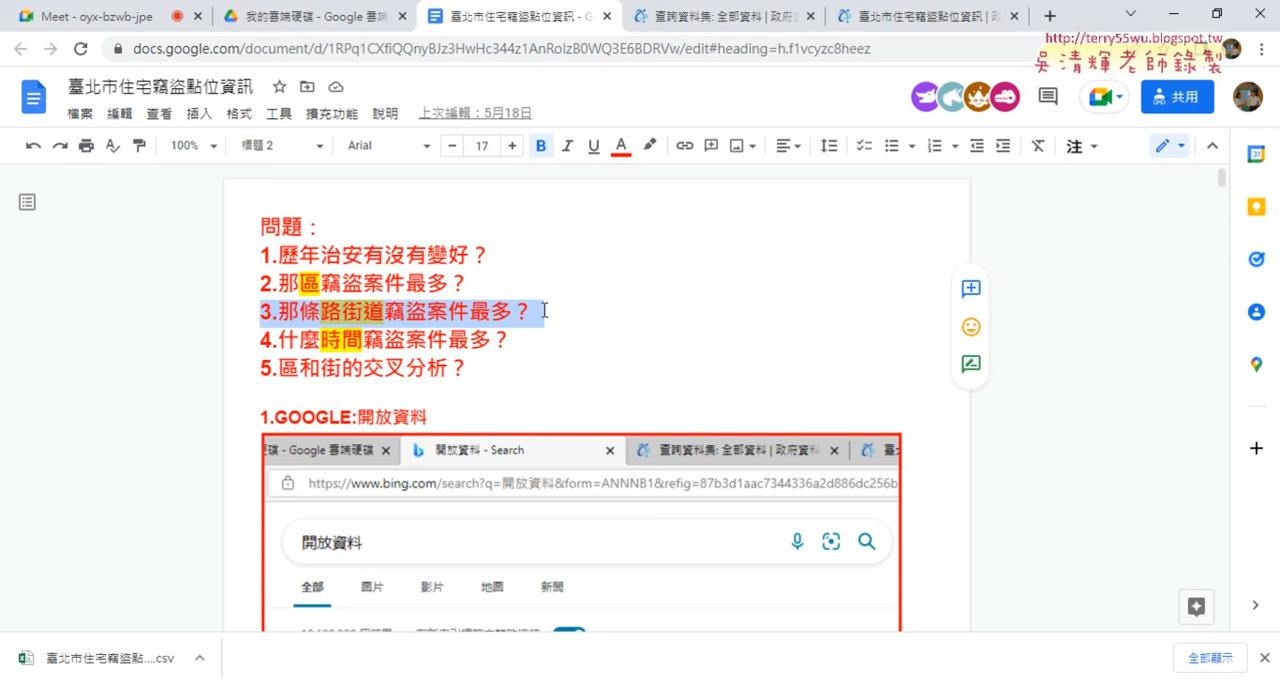 Meet - oyx-bzwb-jpe
我的雲端硬碟 - Google 雲端
臺北市住宅竊盜點位資訊 - G
查詢資料集: 全部資料 | 政府
臺北市住宅竊盜點位資訊 | 政
docs.google.com/document/d/1RPq1CXfiQQnyBJz3HwHc344z1AnRolzB0WQ3E6BDRVw/edit#heading=h.f1vcyzc8heez
http://terry55wu.blogspot.tw
吳清輝老師錄製
臺北市住宅竊盜點位資訊
檔案 編輯 查看 插入 格式 工具 擴充功能 說明 上次編輯：5月18日
共用
100% 標題 2 Arial 17 B I U A 注
問題：
1.歷年治安有沒有變好？
2.那區竊盜案件最多？
3.那條路街道竊盜案件最多？
4.什麼時間竊盜案件最多？
5.區和街的交叉分析？
1.GOOGLE:開放資料
碟 - Google 雲端硬碟
開放資料 - Search
查詢資料集: 全部資料 | 政府資料
臺
https://www.bing.com/search?q=開放資料&form=ANNNB1&refig=87b3d1aac7344336a2d886dc256b
開放資料
全部 圖片 影片 地圖 新聞
臺北市住宅竊盜點....csv
全部顯示
31